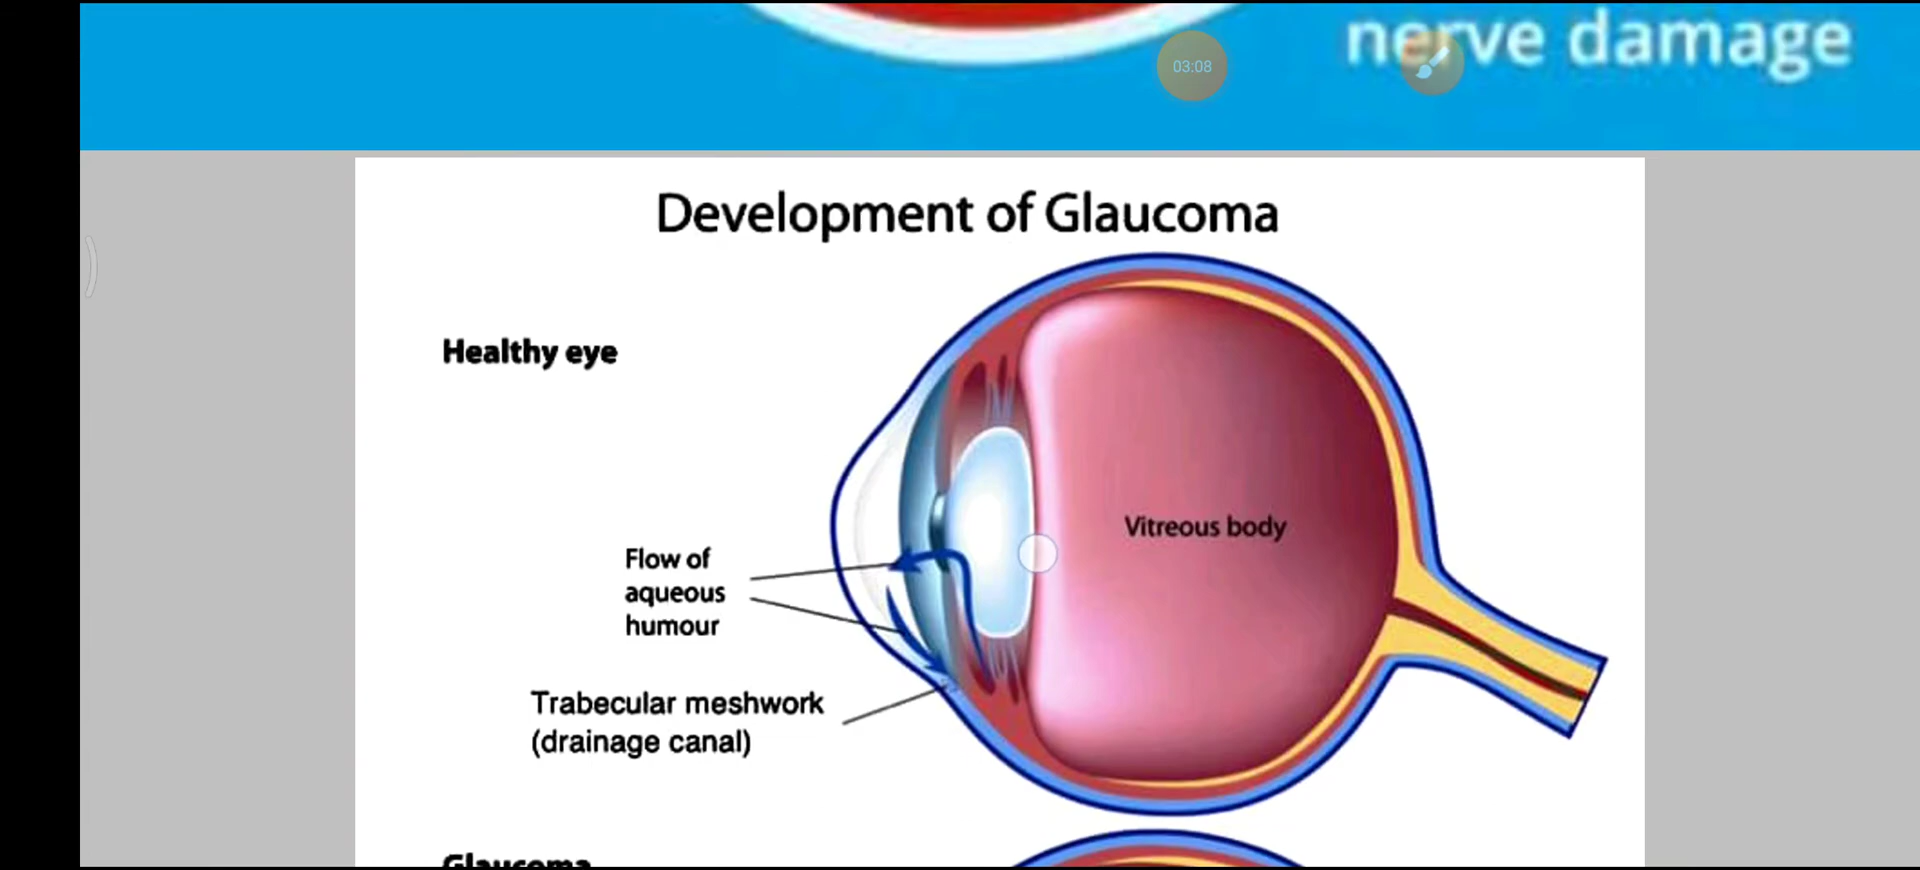 nerve damage
03:08
Development of Glaucoma
Healthy eye
Vitreous body
Flow of
aqueous
humour
Trabecular meshwork
(drainage canal)
Glaucoma